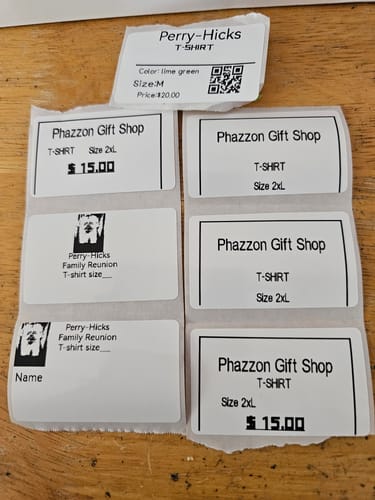 Perry-Hicks
T-SHIRT
Color: lime green
Size:M
Price:$20.00
Phazzon Gift Shop
T-SHIRT Size 2xL
$ 15.00
Perry-Hicks
Family Reunion
T-shirt size__
Perry-Hicks
Family Reunion
T-shirt size__
Name
Phazzon Gift Shop
T-SHIRT
Size 2xL
Phazzon Gift Shop
T-SHIRT
Size 2xL
Phazzon Gift Shop
T-SHIRT
Size 2xL
$ 15.00